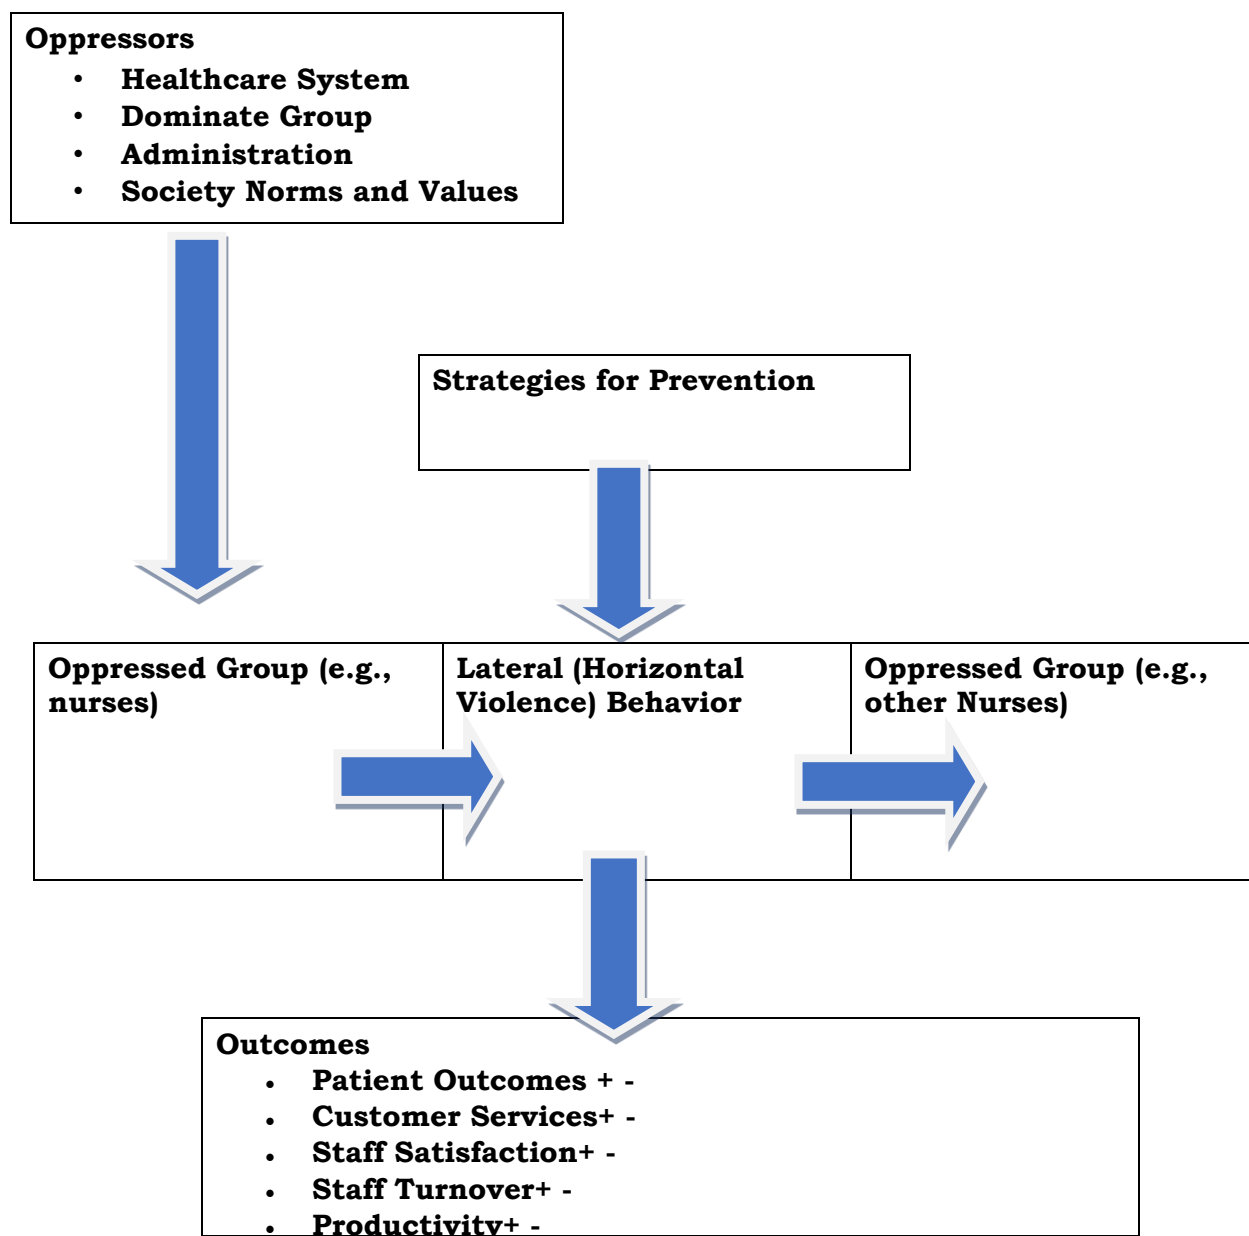 Oppressors
• Healthcare System
• Dominate Group
• Administration
• Society Norms and Values
Strategies for Prevention
Oppressed Group (e.g.,
nurses)
Lateral (Horizontal
Violence) Behavior
Oppressed Group (e.g.,
other Nurses)
Outcomes
• Patient Outcomes + -
• Customer Services+ -
• Staff Satisfaction+ -
• Staff Turnover+ -
• Productivity+ -